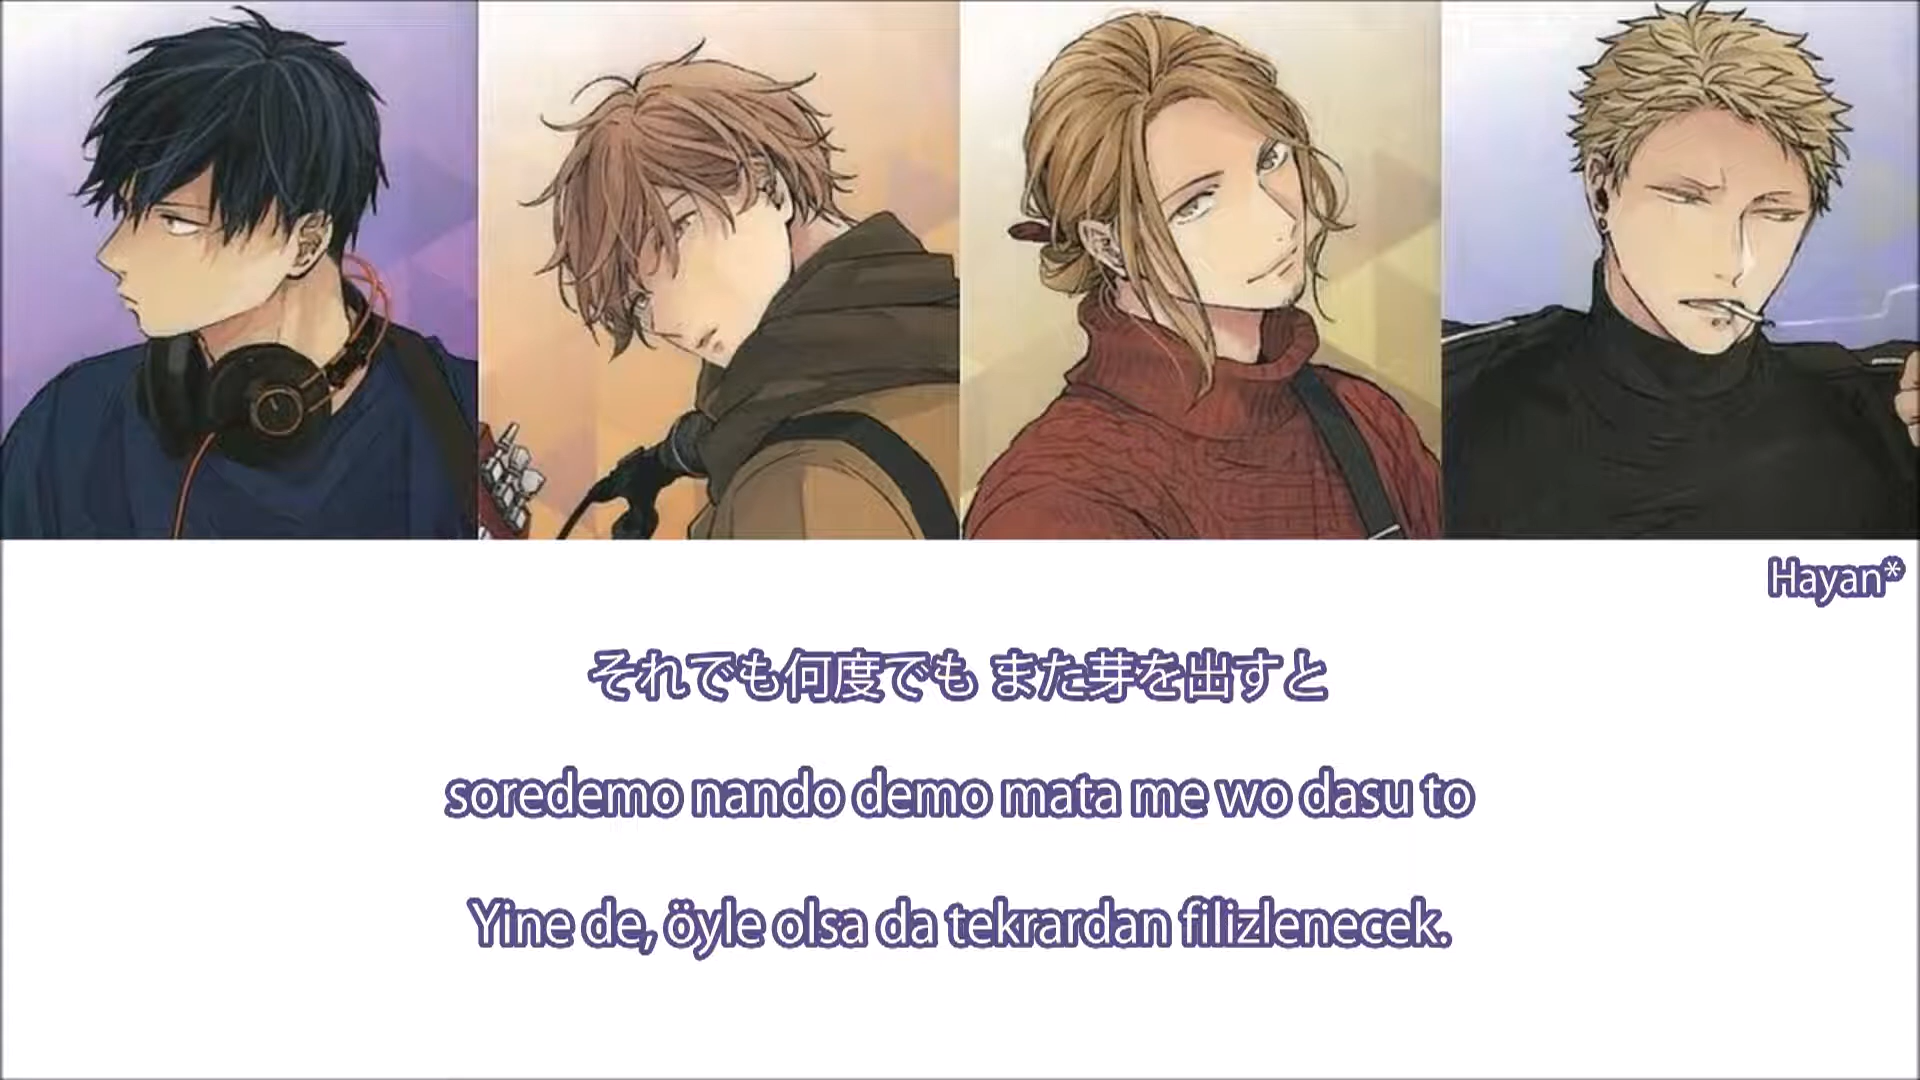 Hayan*
それでも何度でも また芽を出すと
soredemo nando demo mata me wo dasu to
Yine de, öyle olsa da tekrardan filizlenecek.